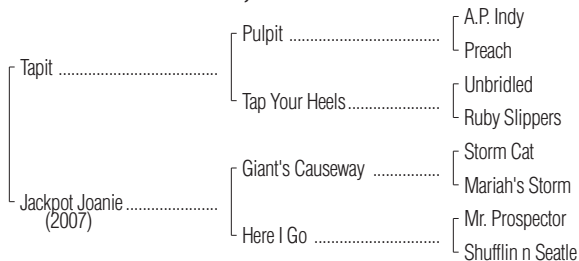 A.P. Indy
Pulpit ..........................................
Preach
Tapit ............................................
Unbridled
Tap Your Heels.........................
Ruby Slippers
Storm Cat
Giant's Causeway ..................
Mariah's Storm
Jackpot Joanie.........................
(2007)
Mr. Prospector
Here I Go ..................................
Shufflin n Seatle